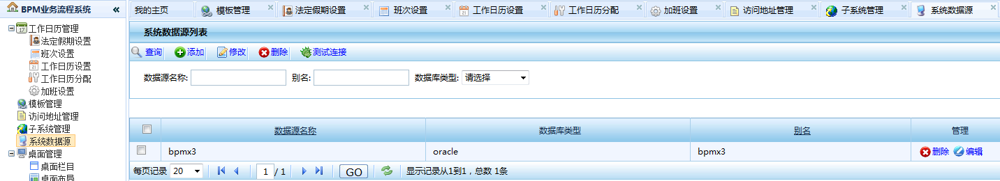 BPM业务流程系统
工作日历管理
17
法定假期设置
班次设置
工作日历设置
21
工作日历分配
加班设置
模板管理
访问地址管理
子系统管理
系统数据源
桌面管理
桌面栏目
桌面布局
我的主页 模板管理 法定假期设置 班次设置 工作日历设置 工作日历分配 加班设置 访问地址管理 子系统管理 系统数据源
系统数据源列表
查询 添加 修改 删除 测试连接
数据源名称: 别名: 数据库类型: 请选择
数据源名称 数据库类型 别名 管理
bpmx3 oracle bpmx3 删除 编辑
每页记录 20 1 / 1 GO 显示记录从1到1，总数 1条